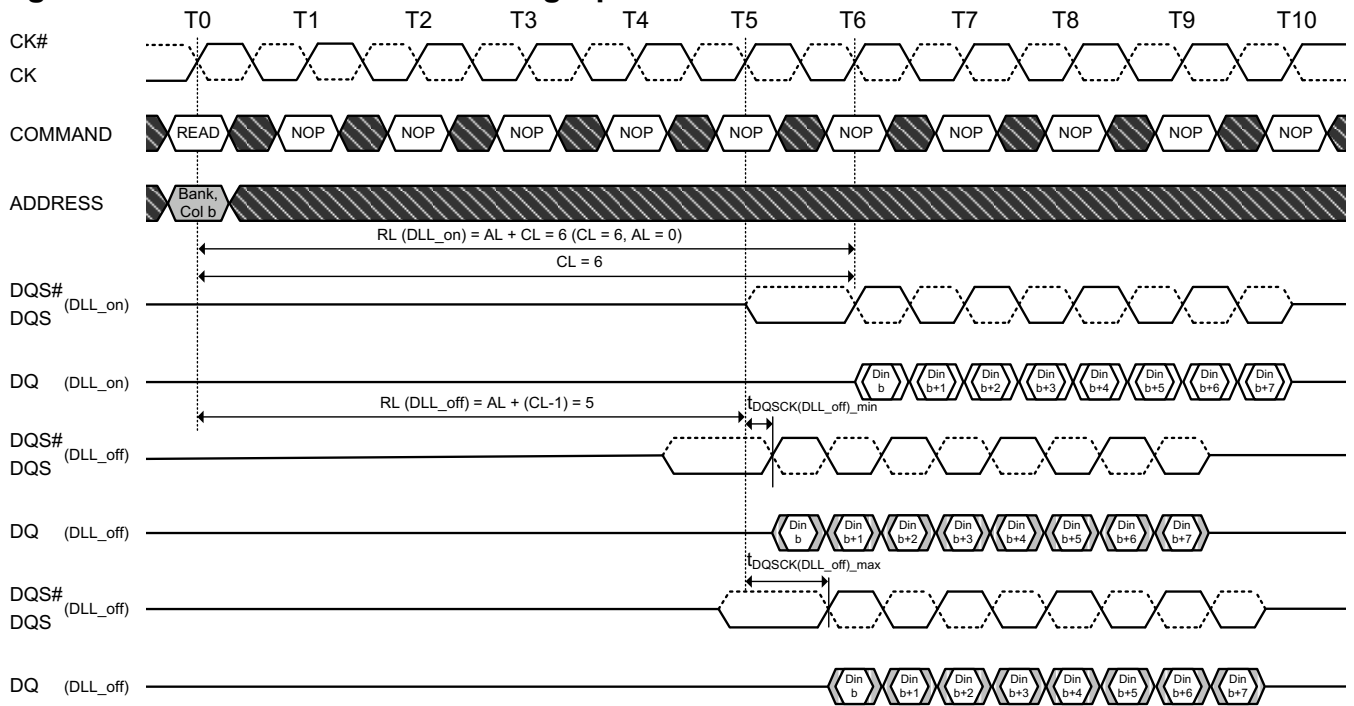 T0 T1 T2 T3 T4 T5 T6 T7 T8 T9 T10
CK#
CK
COMMAND READ NOP NOP NOP NOP NOP NOP NOP NOP NOP NOP
ADDRESS Bank, Col b
RL (DLL_on) = AL + CL = 6 (CL = 6, AL = 0)
CL = 6
DQS# (DLL_on)
DQS
DQ (DLL_on) Din b Din b+1 Din b+2 Din b+3 Din b+4 Din b+5 Din b+6 Din b+7
RL (DLL_off) = AL + (CL-1) = 5 tDQSCK(DLL_off)_min
DQS# (DLL_off)
DQS
DQ (DLL_off) Din b Din b+1 Din b+2 Din b+3 Din b+4 Din b+5 Din b+6 Din b+7
tDQSCK(DLL_off)_max
DQS# (DLL_off)
DQS
DQ (DLL_off) Din b Din b+1 Din b+2 Din b+3 Din b+4 Din b+5 Din b+6 Din b+7